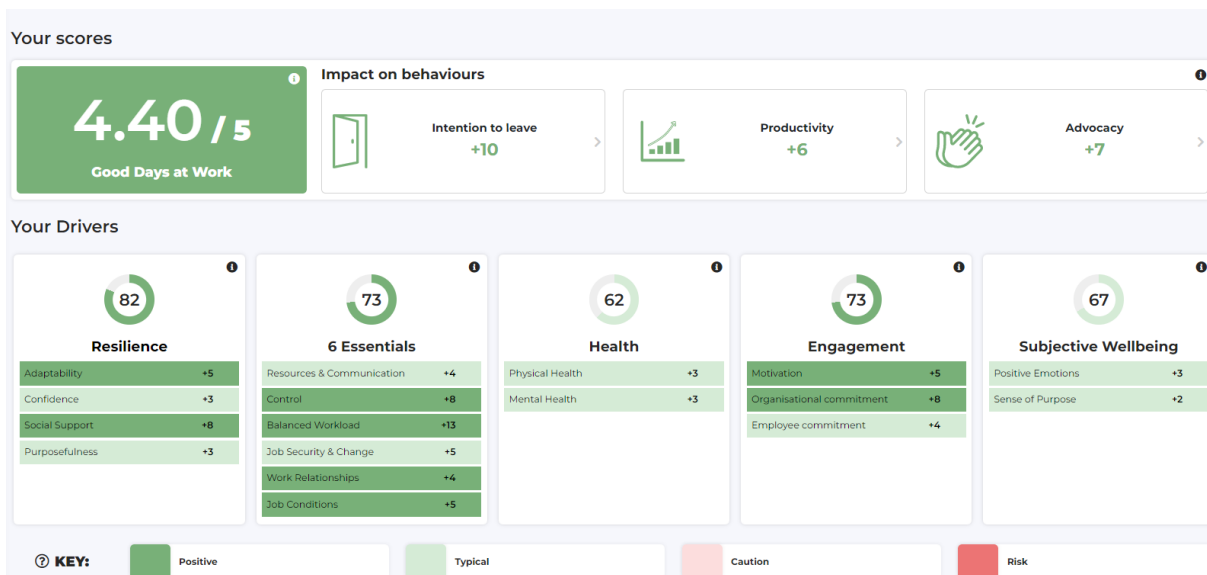 Your scores
4.40 / 5
Good Days at Work
Impact on behaviours
Intention to leave
+10
Productivity
+6
Advocacy
+7
Your Drivers
82
Resilience
Adaptability +5
Confidence +3
Social Support +8
Purposefulness +3
73
6 Essentials
Resources & Communication +4
Control +8
Balanced Workload +13
Job Security & Change +5
Work Relationships +4
Job Conditions +5
62
Health
Physical Health +3
Mental Health +3
73
Engagement
Motivation +5
Organisational commitment +8
Employee commitment +4
67
Subjective Wellbeing
Positive Emotions +3
Sense of Purpose +2
? KEY: Positive Typical Caution Risk